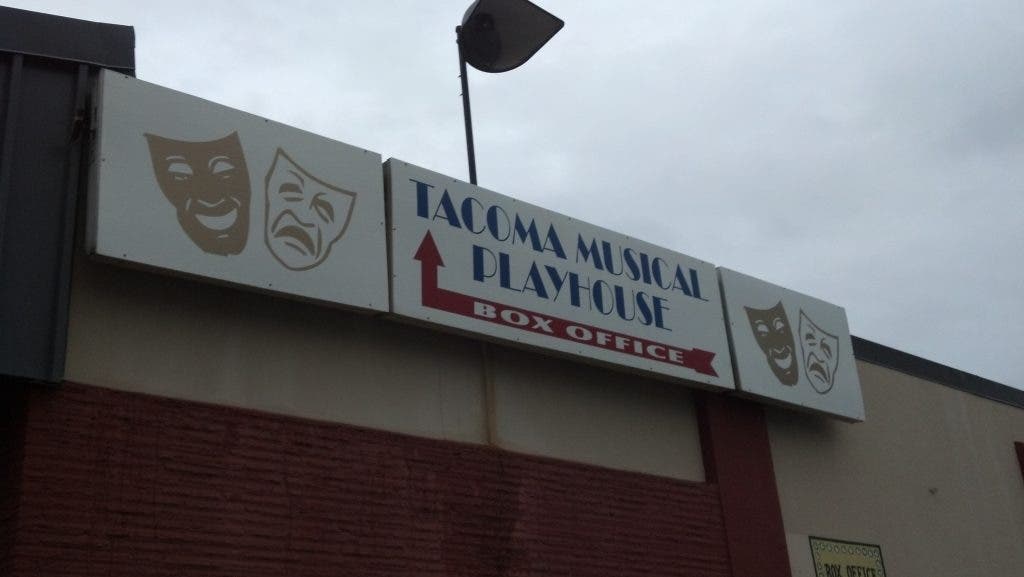 TACOMA MUSICAL
PLAYHOUSE
BOX OFFICE
BOX OFFICE